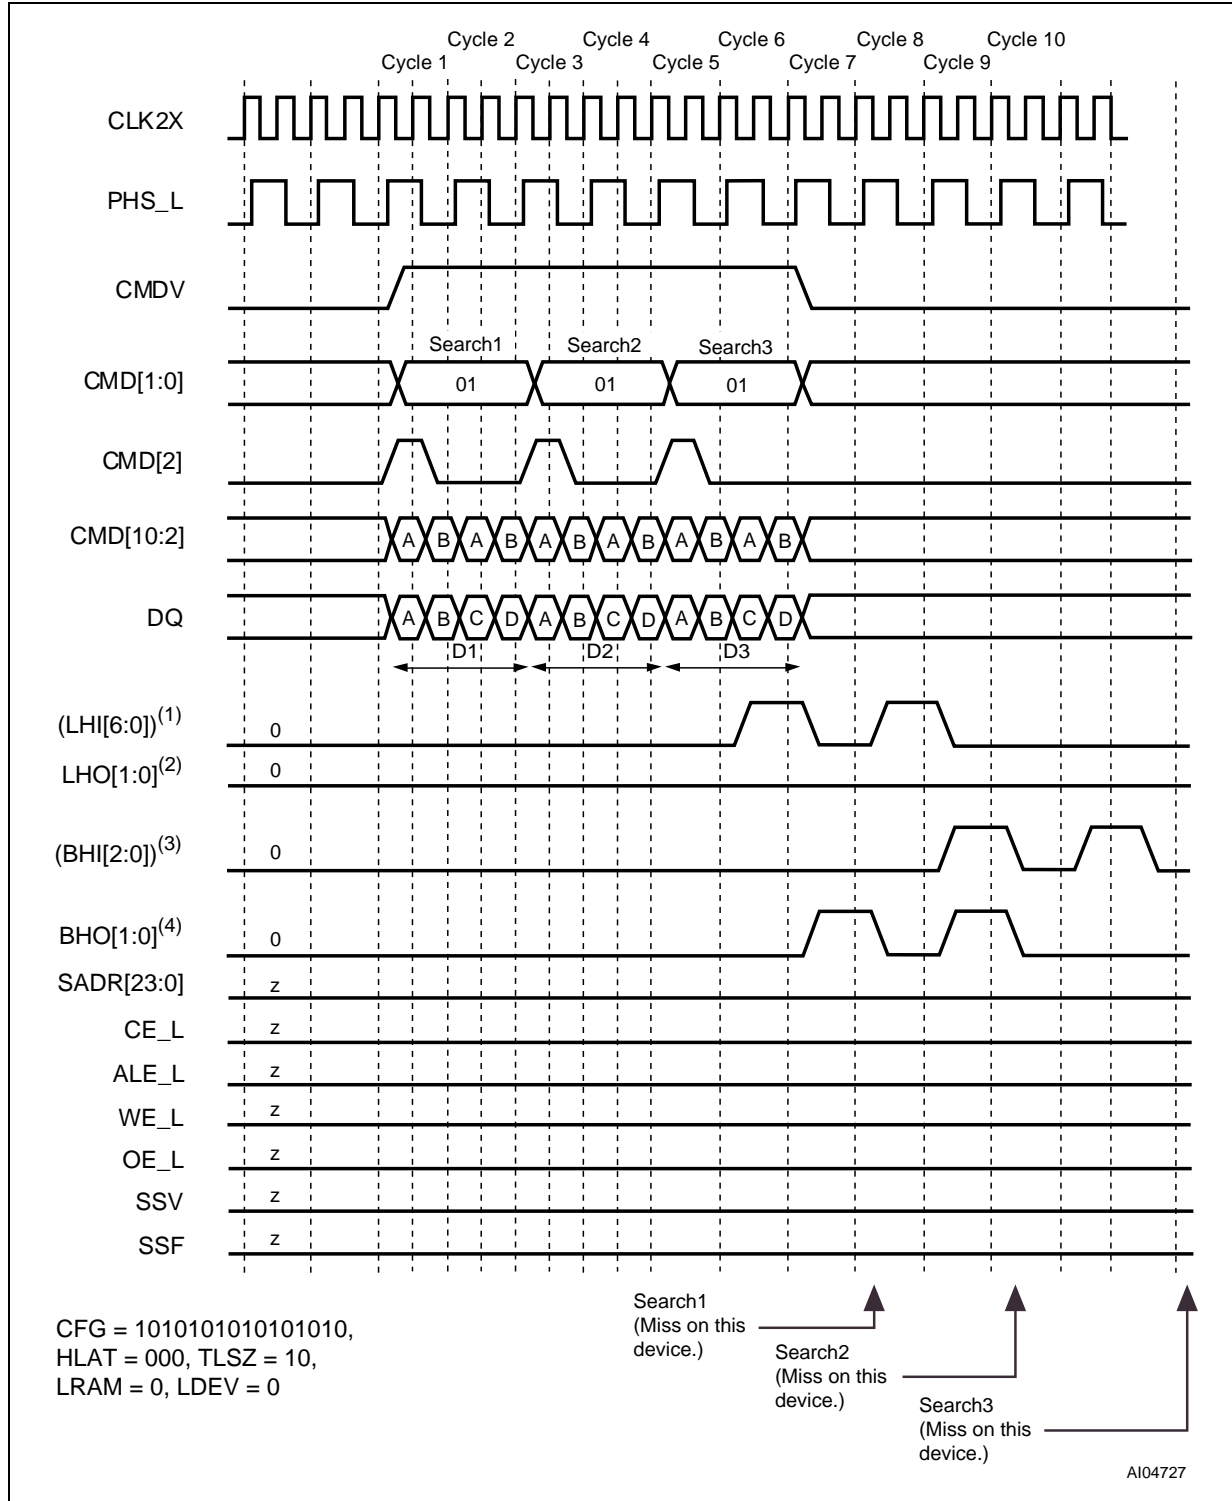 Cycle 2 Cycle 4 Cycle 6 Cycle 8 Cycle 10
Cycle 1 Cycle 3 Cycle 5 Cycle 7 Cycle 9
CLK2X
PHS_L
CMDV
Search1 Search2 Search3
CMD[1:0] 01 01 01
CMD[2]
CMD[10:2] A B A B A B A B A B A B
DQ A B C D A B C D A B C D
D1 D2 D3
(LHI[6:0])(1) 0
LHO[1:0](2) 0
(BHI[2:0])(3) 0
BHO[1:0](4) 0
SADR[23:0] z
CE_L z
ALE_L z
WE_L z
OE_L z
SSV z
SSF z
CFG = 1010101010101010,
HLAT = 000, TLSZ = 10,
LRAM = 0, LDEV = 0
Search1
(Miss on this
device.)
Search2
(Miss on this
device.)
Search3
(Miss on this
device.)
AI04727